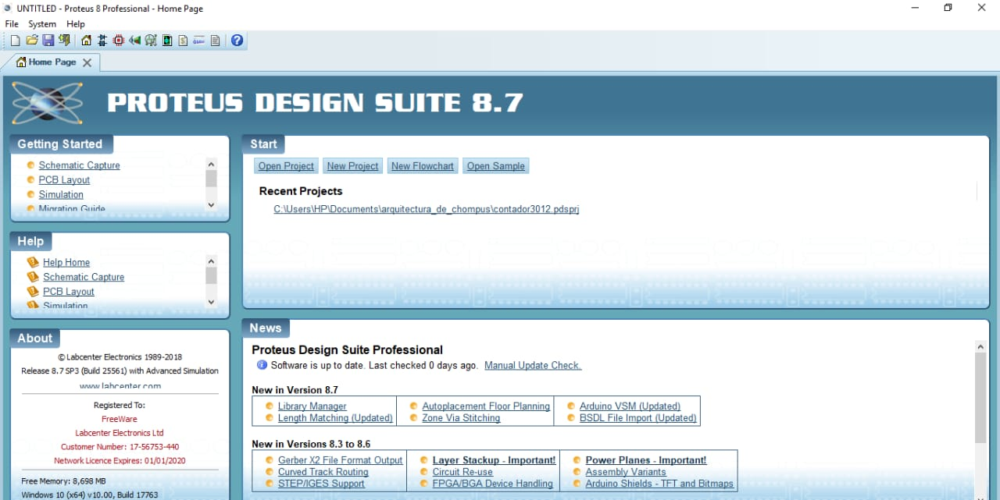 UNTITLED - Proteus 8 Professional - Home Page
File System Help
Home Page
PROTEUS DESIGN SUITE 8.7
Getting Started
Schematic Capture
PCB Layout
Simulation
Migration Guide
Help
Help Home
Schematic Capture
PCB Layout
Simulation
About
© Labcenter Electronics 1989-2018
Release 8.7 SP3 (Build 25561) with Advanced Simulation
www.labcenter.com
Registered To:
FreeWare
Labcenter Electronics Ltd
Customer Number: 17-56753-440
Network Licence Expires: 01/01/2020
Free Memory: 8,698 MB
Windows 10 (x64) v10.00, Build 17763
Start
Open Project New Project New Flowchart Open Sample
Recent Projects
C:\Users\HP\Documents\arquitectura_de_chompus\contador3012.pdsprj
News
Proteus Design Suite Professional
Software is up to date. Last checked 0 days ago. Manual Update Check.
New in Version 8.7
Library Manager Autoplacement Floor Planning Arduino VSM (Updated)
Length Matching (Updated) Zone Via Stitching BSDL File Import (Updated)
New in Versions 8.3 to 8.6
Gerber X2 File Format Output Layer Stackup - Important! Power Planes - Important!
Curved Track Routing Circuit Re-use Assembly Variants
STEP/IGES Support FPGA/BGA Device Handling Arduino Shields - TFT and Bitmaps